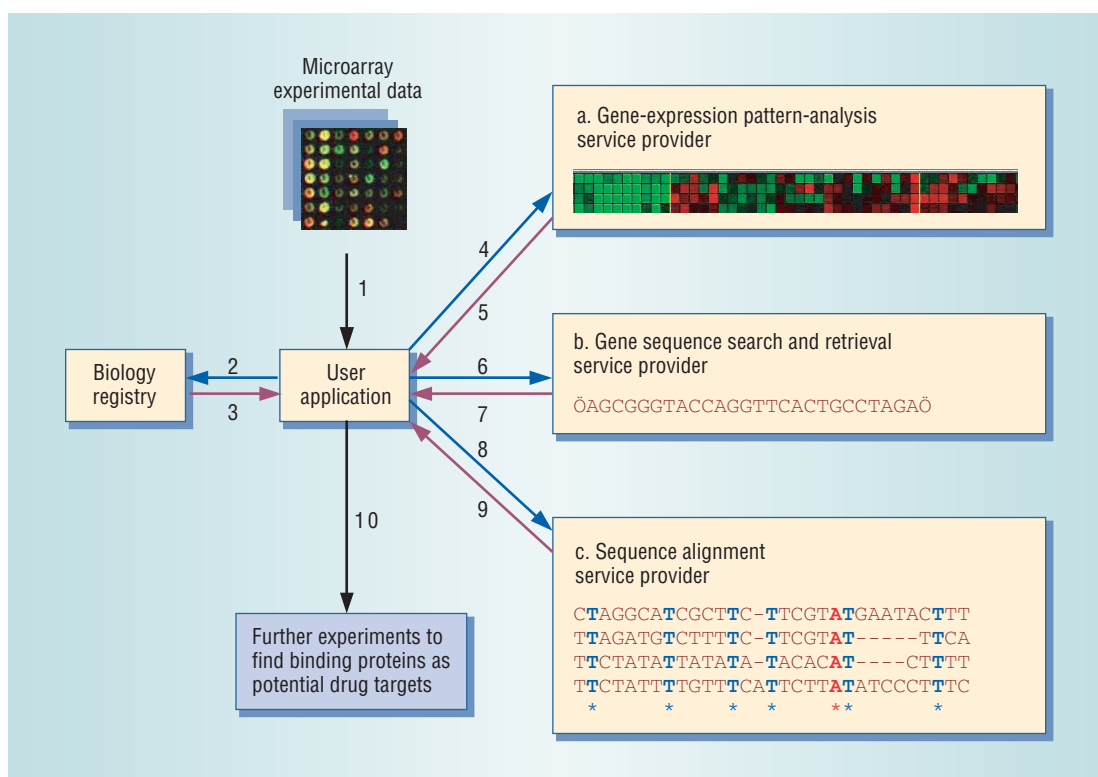 Microarray
experimental data
1
Biology
registry
2
3
User
application
4
5
6
7
8
9
10
Further experiments to
find binding proteins as
potential drug targets
a. Gene-expression pattern-analysis
service provider
b. Gene sequence search and retrieval
service provider
ÖAGCGGGTACCAGGTTCACTGCCTAGAÖ
c. Sequence alignment
service provider
CTAGGCATCGCTTC-TTCGTATGAATACTTT
TTAGATGTCTTTTC-TTCGTAT-----TTCA
TTCTATATTATATA-TACACAT----CTTTT
TTCTATTTTGTTTCATTCTTATATCCCTTTC
* * * * * * *